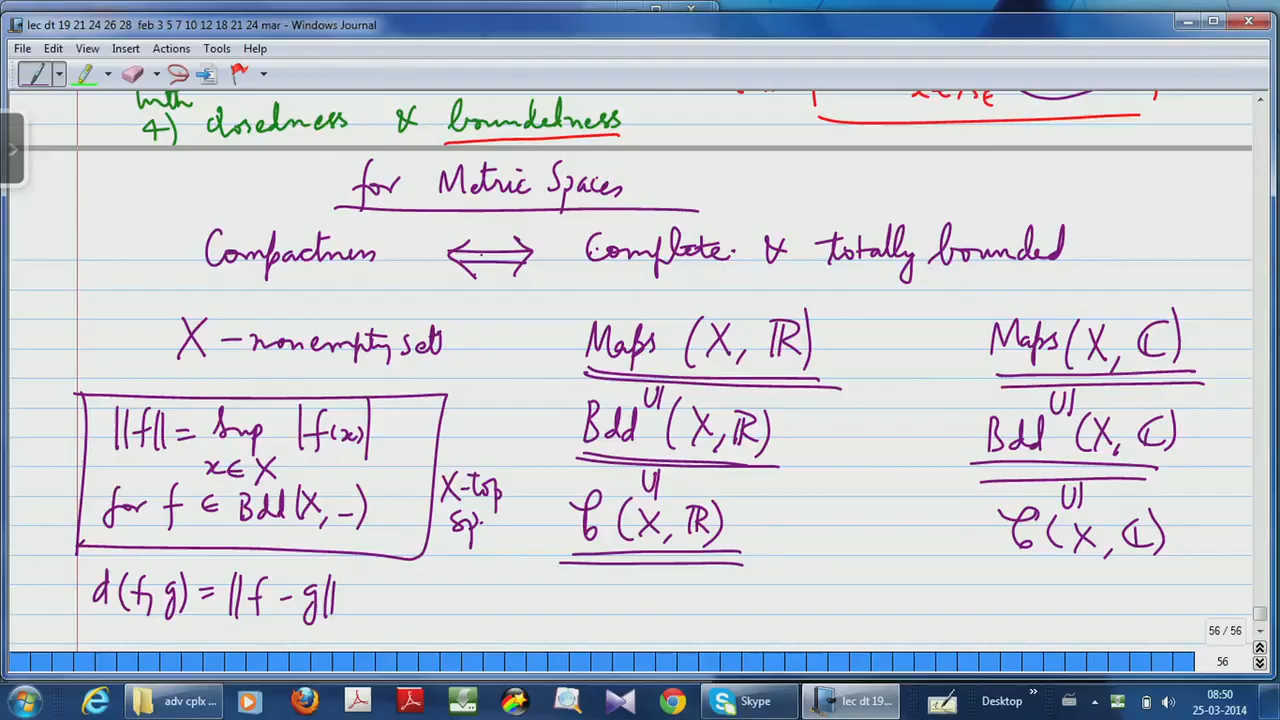 lec dt 19 21 24 26 28 feb 3 5 7 10 12 18 21 24 mar - Windows Journal
File Edit View Insert Actions Tools Help
4) closedness & boundedness
for Metric Spaces
Compactness ⟺ Complete & totally bounded
X - nonempty set Maps (X, ℝ) Maps (X, ℂ)
∪| ∪|
||f|| = Sup |f(x)| Bdd (X, ℝ) Bdd (X, ℂ)
x ∈ X
for f ∈ Bdd (X, -) X-top ∪| ∪|
sp. 𝒞 (X, ℝ) 𝒞 (X, ℂ)
d(f, g) = ||f - g||
56 / 56
56
adv cplx ... Skype lec dt 19... Desktop 08:50
25-03-2014